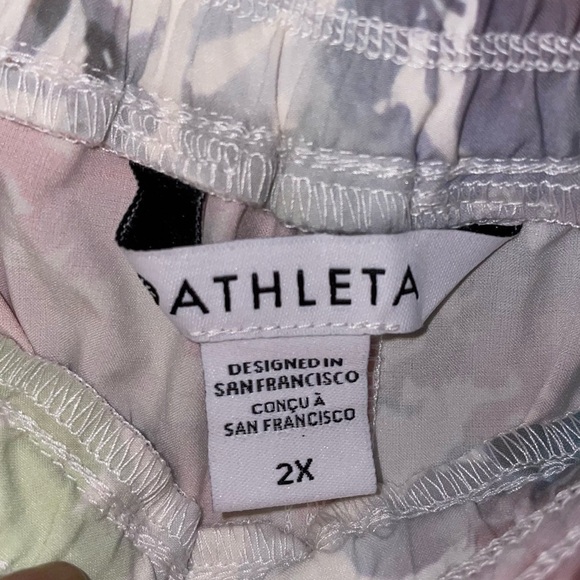 ATHLETA
DESIGNED IN
SAN FRANCISCO
CONÇU À
SAN FRANCISCO
2X